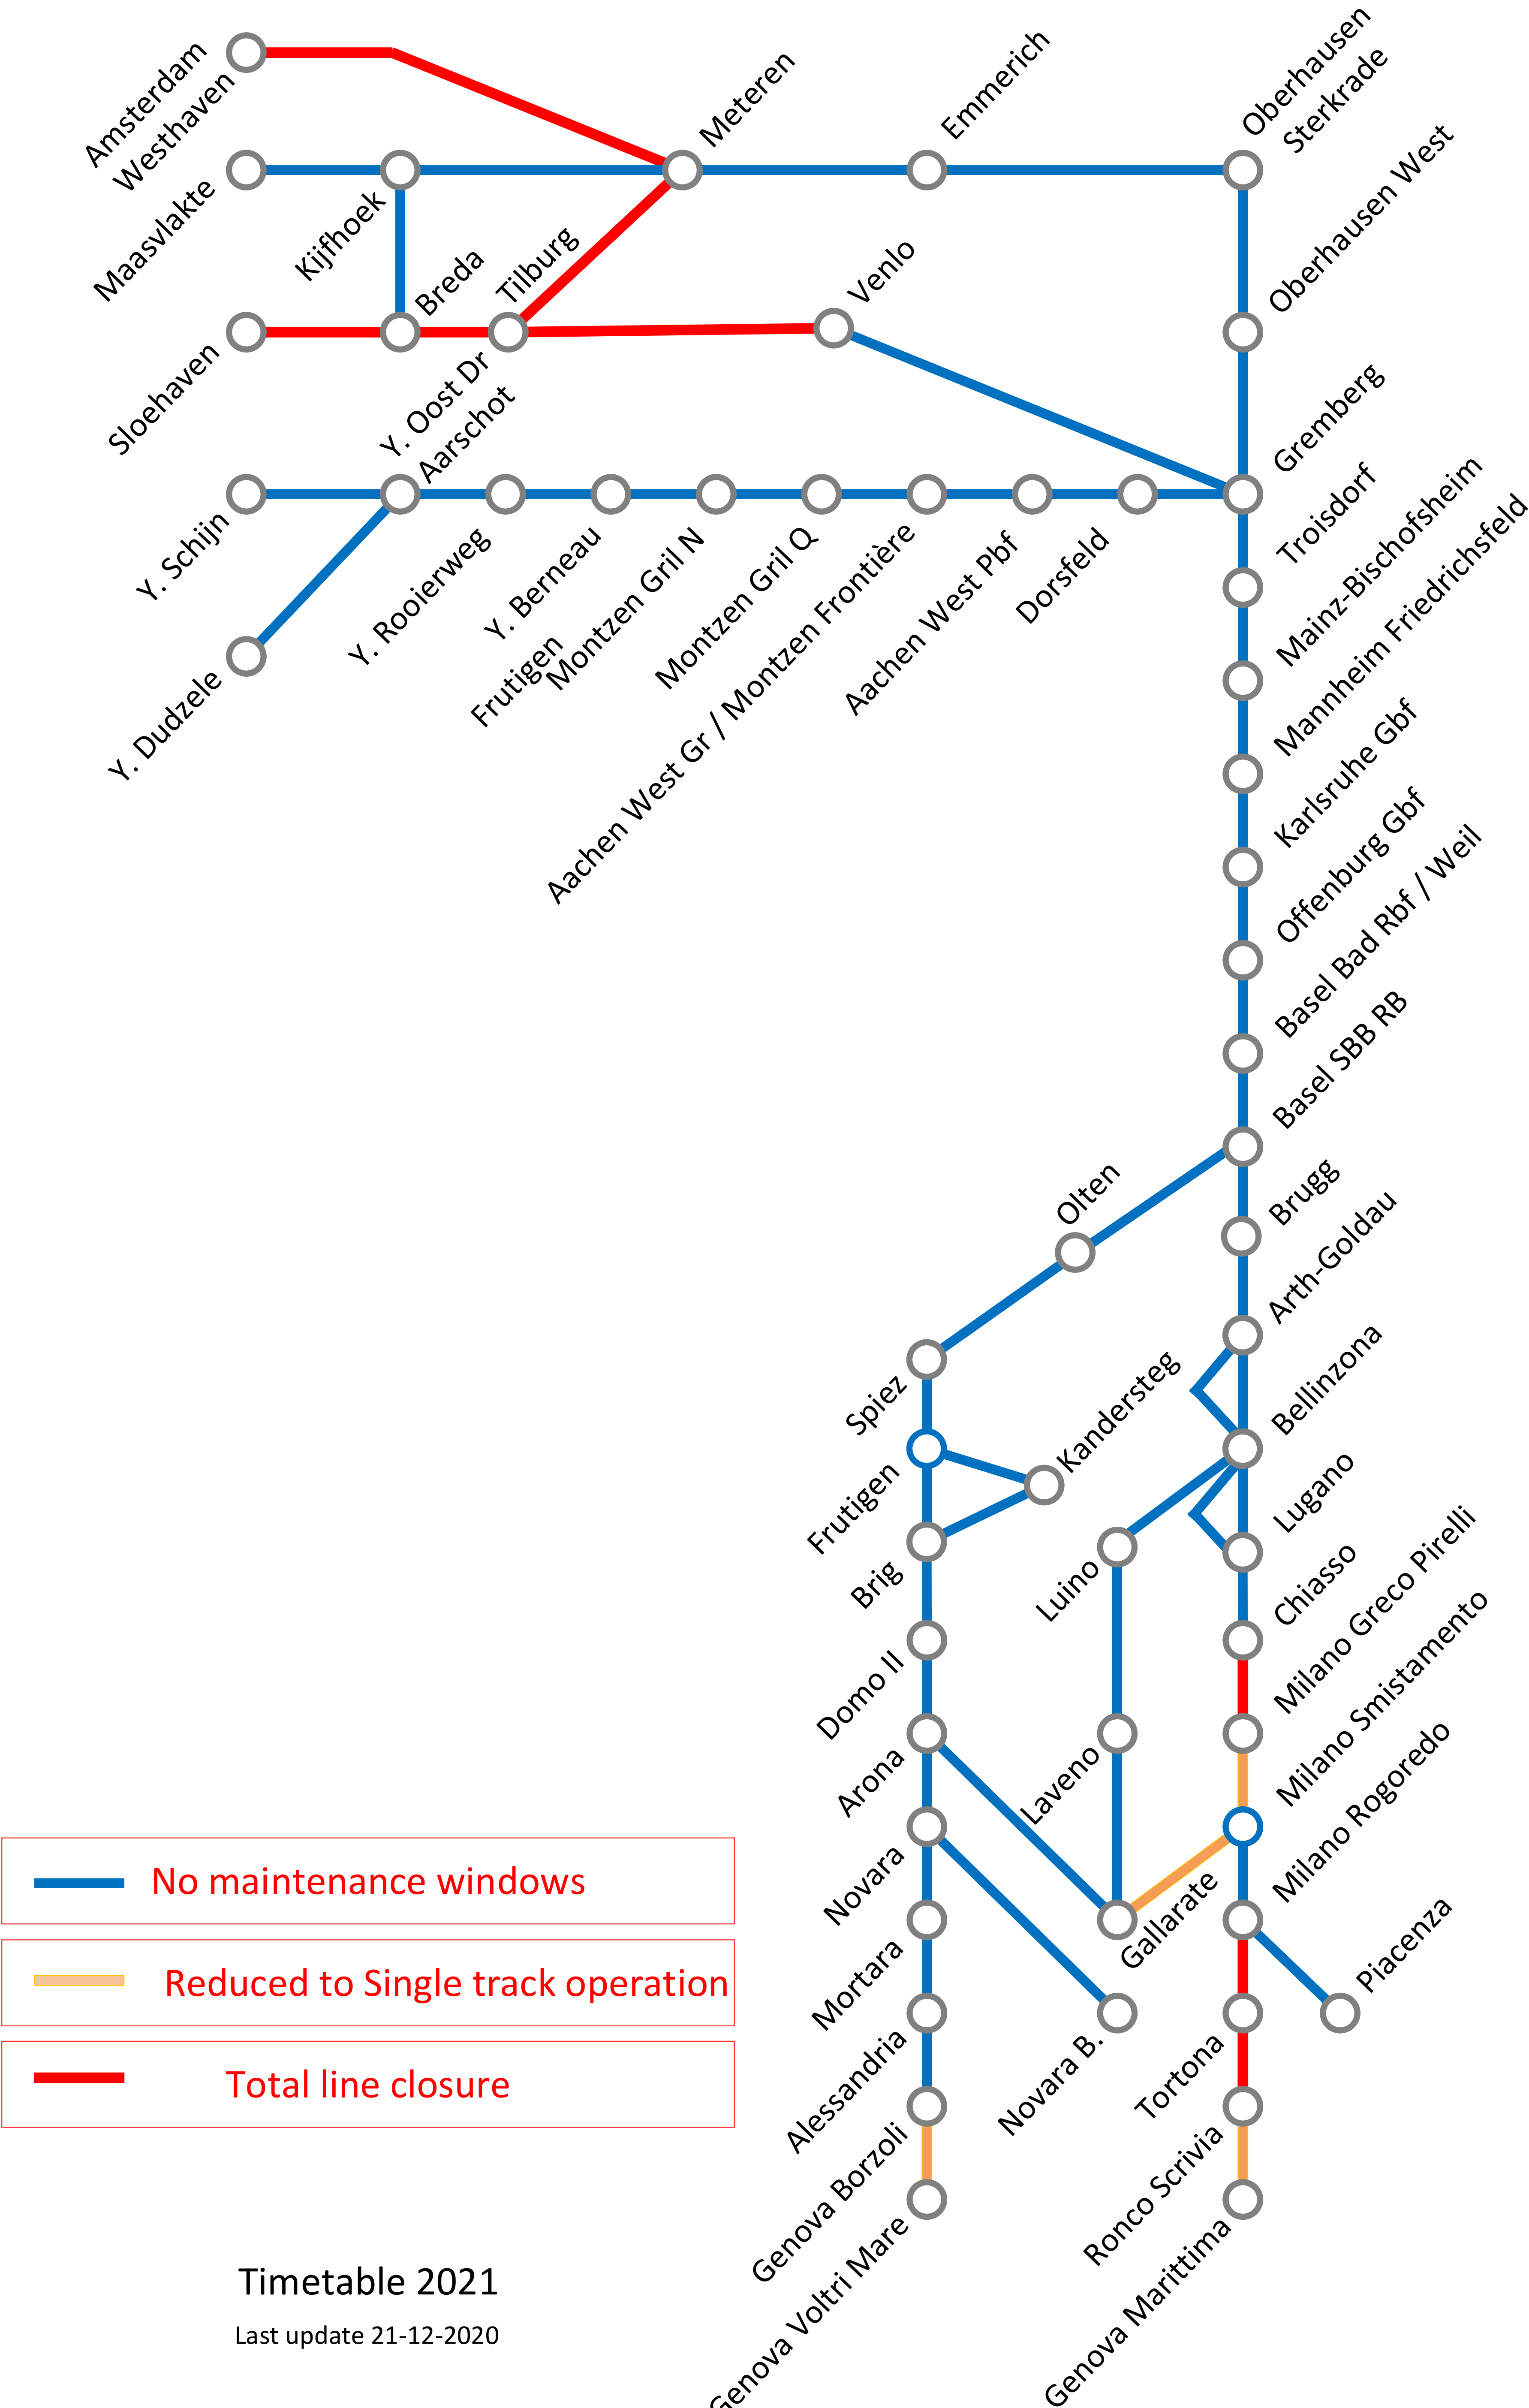 Amsterdam
Westhaven
Meteren
Emmerich
Oberhausen
Sterkrade
Maasvlakte
Kijfhoek
Breda
Tilburg
Venlo
Oberhausen West
Sloehaven
Y. Oost Dr
Aarschot
Gremberg
Y. Schijn
Y. Rooierweg
Y. Berneau
Frutigen
Montzen Gril N
Montzen Gril Q
Aachen West Gr / Montzen Frontière
Aachen West Pbf
Dorsfeld
Troisdorf
Y. Dudzele
Mainz-Bischofsheim
Mannheim Friedrichsfeld
Karlsruhe Gbf
Offenburg Gbf
Basel Bad Rbf / Weil
Basel SBB RB
Olten
Brugg
Arth-Goldau
Spiez
Kandersteg
Bellinzona
Frutigen
Lugano
Brig
Luino
Chiasso
Domo II
Milano Greco Pirelli
Arona
Laveno
Milano Smistamento
Novara
Gallarate
Milano Rogoredo
Mortara
Novara B.
Piacenza
Alessandria
Tortona
Genova Borzoli
Ronco Scrivia
Genova Voltri Mare
Genova Marittima
No maintenance windows
Reduced to Single track operation
Total line closure
Timetable 2021
Last update 21-12-2020